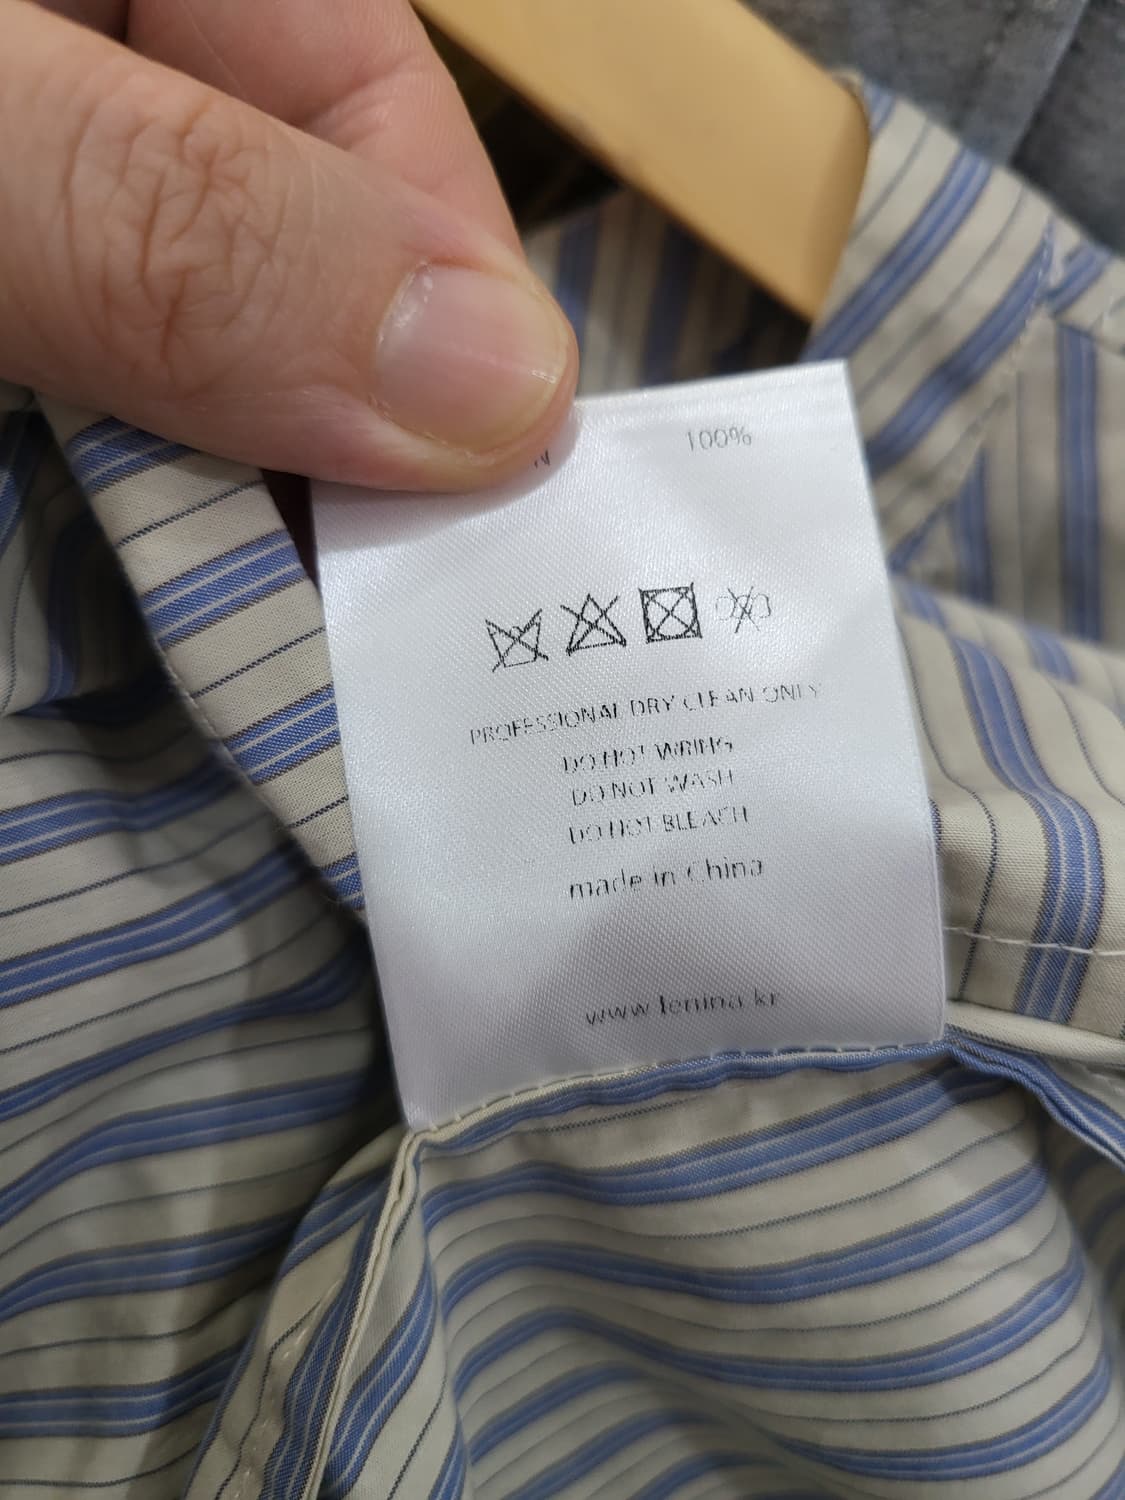 100%
PROFESSIONAL DRY CLEAN ONLY
DO NOT WRING
DO NOT WASH
DO NOT BLEACH
made in China
www.lenina.kr